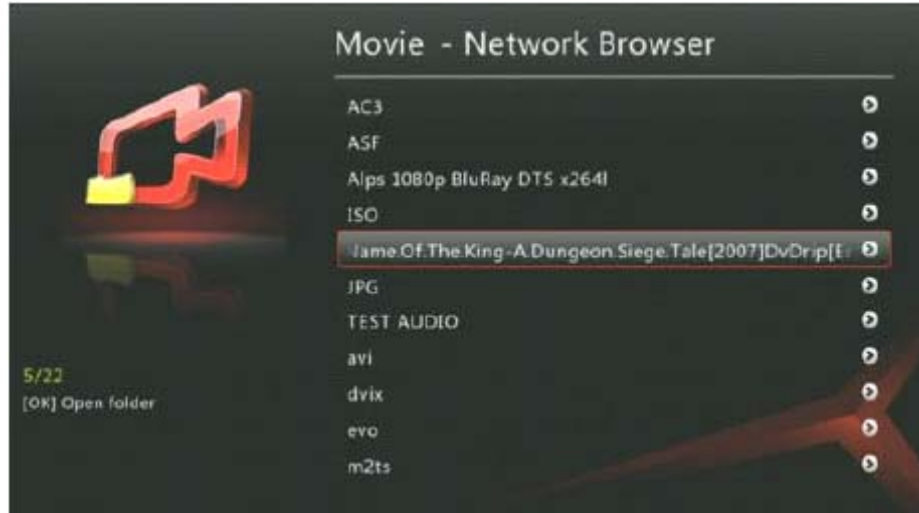 Movie - Network Browser
AC3
ASF
Alps 1080p BluRay DTS x264l
ISO
Name.Of.The.King-A.Dungeon.Siege.Tale[2007]DvDrip[E
JPG
TEST AUDIO
avi
dvix
evo
m2ts
5/22
[OK] Open folder